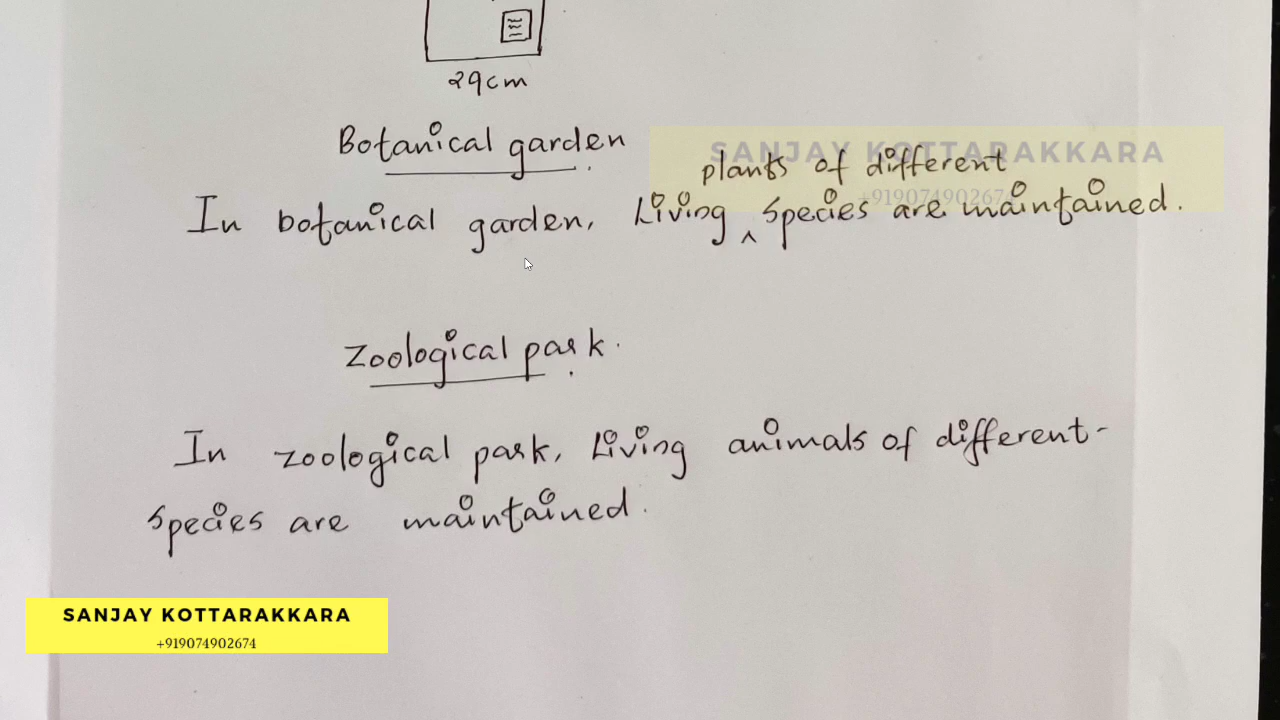 29cm
Botanical garden.
SANJAY KOTTARAKKARA
plants of different
+919074902674
In botanical garden, Living ^ species are maintained.
Zoological park.
In zoological park, Living animals of different-
species are maintained.
SANJAY KOTTARAKKARA
+919074902674